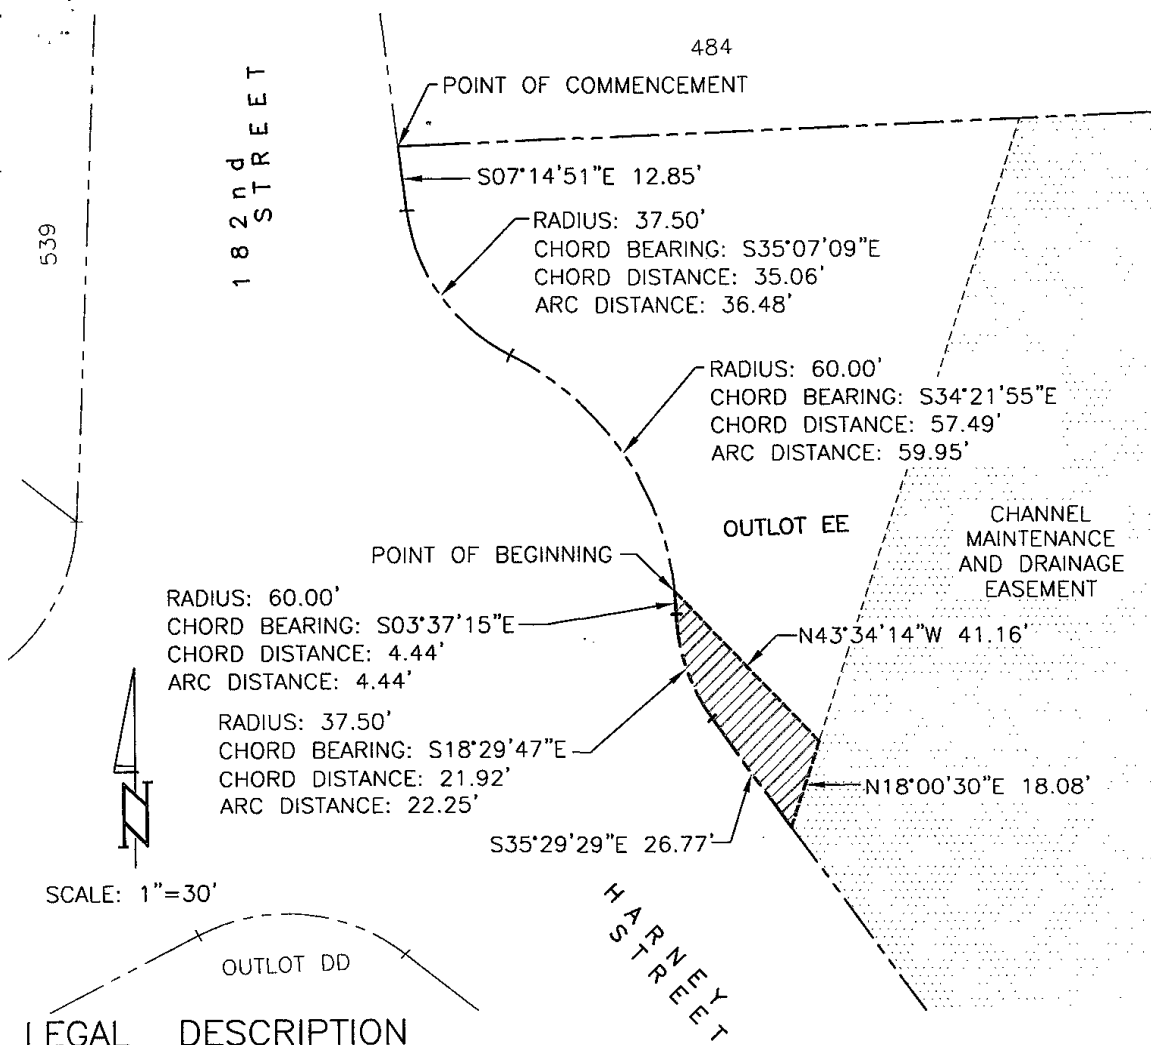 484
POINT OF COMMENCEMENT
182nd
STREET
539
S07°14'51"E 12.85'
RADIUS: 37.50'
CHORD BEARING: S35°07'09"E
CHORD DISTANCE: 35.06'
ARC DISTANCE: 36.48'
RADIUS: 60.00'
CHORD BEARING: S34°21'55"E
CHORD DISTANCE: 57.49'
ARC DISTANCE: 59.95'
OUTLOT EE
CHANNEL
MAINTENANCE
AND DRAINAGE
EASEMENT
POINT OF BEGINNING
RADIUS: 60.00'
CHORD BEARING: S03°37'15"E
CHORD DISTANCE: 4.44'
ARC DISTANCE: 4.44'
N43°34'14"W 41.16'
RADIUS: 37.50'
CHORD BEARING: S18°29'47"E
CHORD DISTANCE: 21.92'
ARC DISTANCE: 22.25'
N18°00'30"E 18.08'
S35°29'29"E 26.77'
N
SCALE: 1"=30'
HARNEY
STREET
OUTLOT DD
LEGAL DESCRIPTION